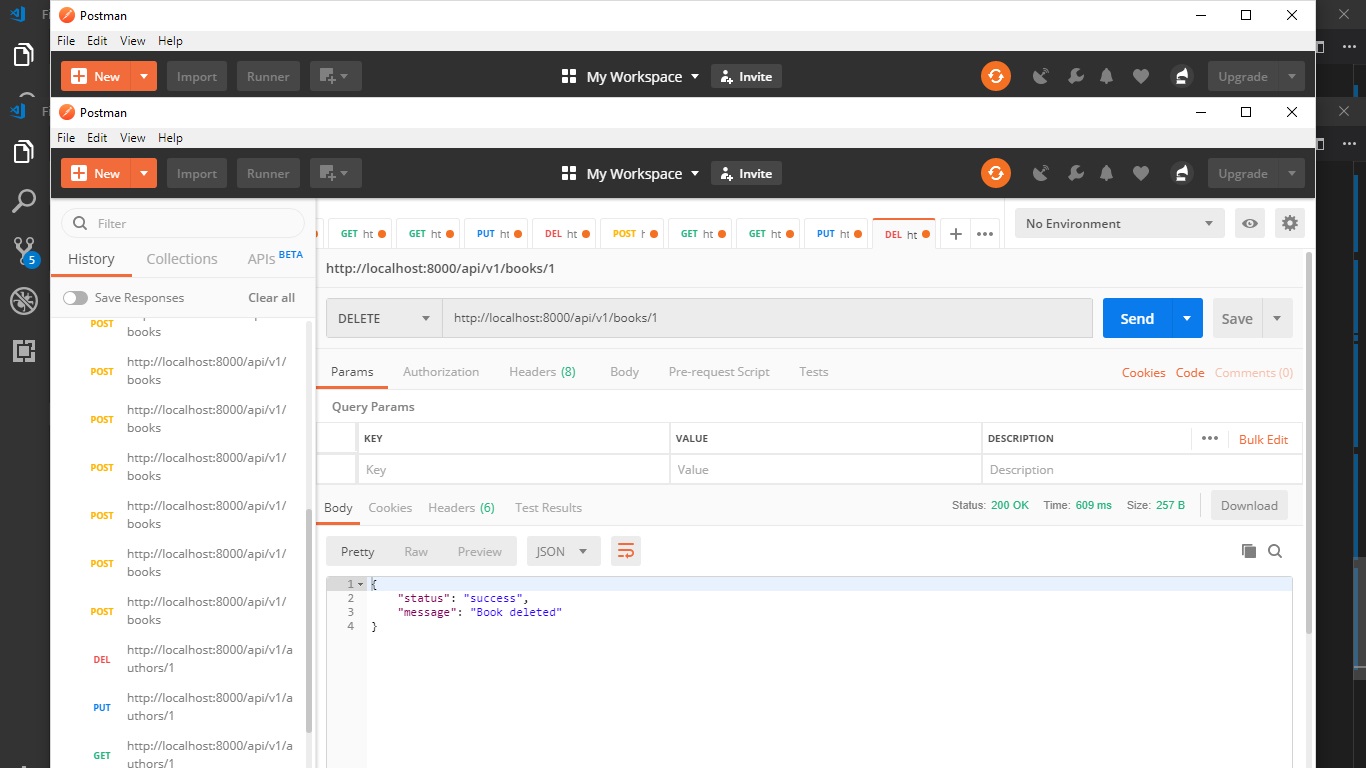 Fi
Postman
File Edit View Help
New Import Runner My Workspace Invite Upgrade
Fi
Postman
File Edit View Help
New Import Runner My Workspace Invite Upgrade
Filter
History Collections APIs BETA
Save Responses Clear all
5
POST
books
POST http://localhost:8000/api/v1/
books
POST http://localhost:8000/api/v1/
books
POST http://localhost:8000/api/v1/
books
POST http://localhost:8000/api/v1/
books
POST http://localhost:8000/api/v1/
books
POST http://localhost:8000/api/v1/
books
DEL http://localhost:8000/api/v1/a
uthors/1
PUT http://localhost:8000/api/v1/a
uthors/1
GET http://localhost:8000/api/v1/a
uthors/1
GET ht GET ht PUT ht DEL ht POST h GET ht GET ht PUT ht DEL ht No Environment
http://localhost:8000/api/v1/books/1
DELETE http://localhost:8000/api/v1/books/1 Send Save
Params Authorization Headers (8) Body Pre-request Script Tests Cookies Code Comments (0)
Query Params
KEY VALUE DESCRIPTION Bulk Edit
Key Value Description
Body Cookies Headers (6) Test Results Status: 200 OK Time: 609 ms Size: 257 B Download
Pretty Raw Preview JSON
1 {
2 "status": "success",
3 "message": "Book deleted"
4 }